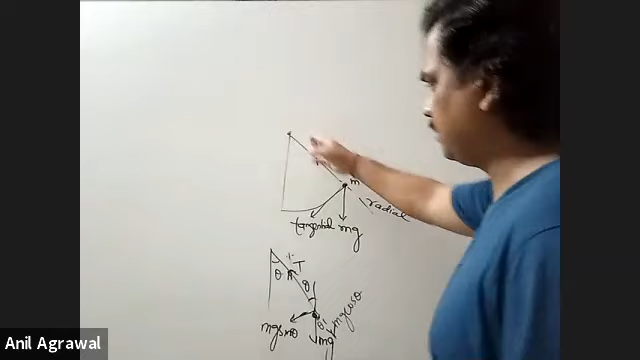 m
radial
tangential mg
T
θ
θ
mg cosθ
θ
mg sinθ
mg
Anil Agrawal